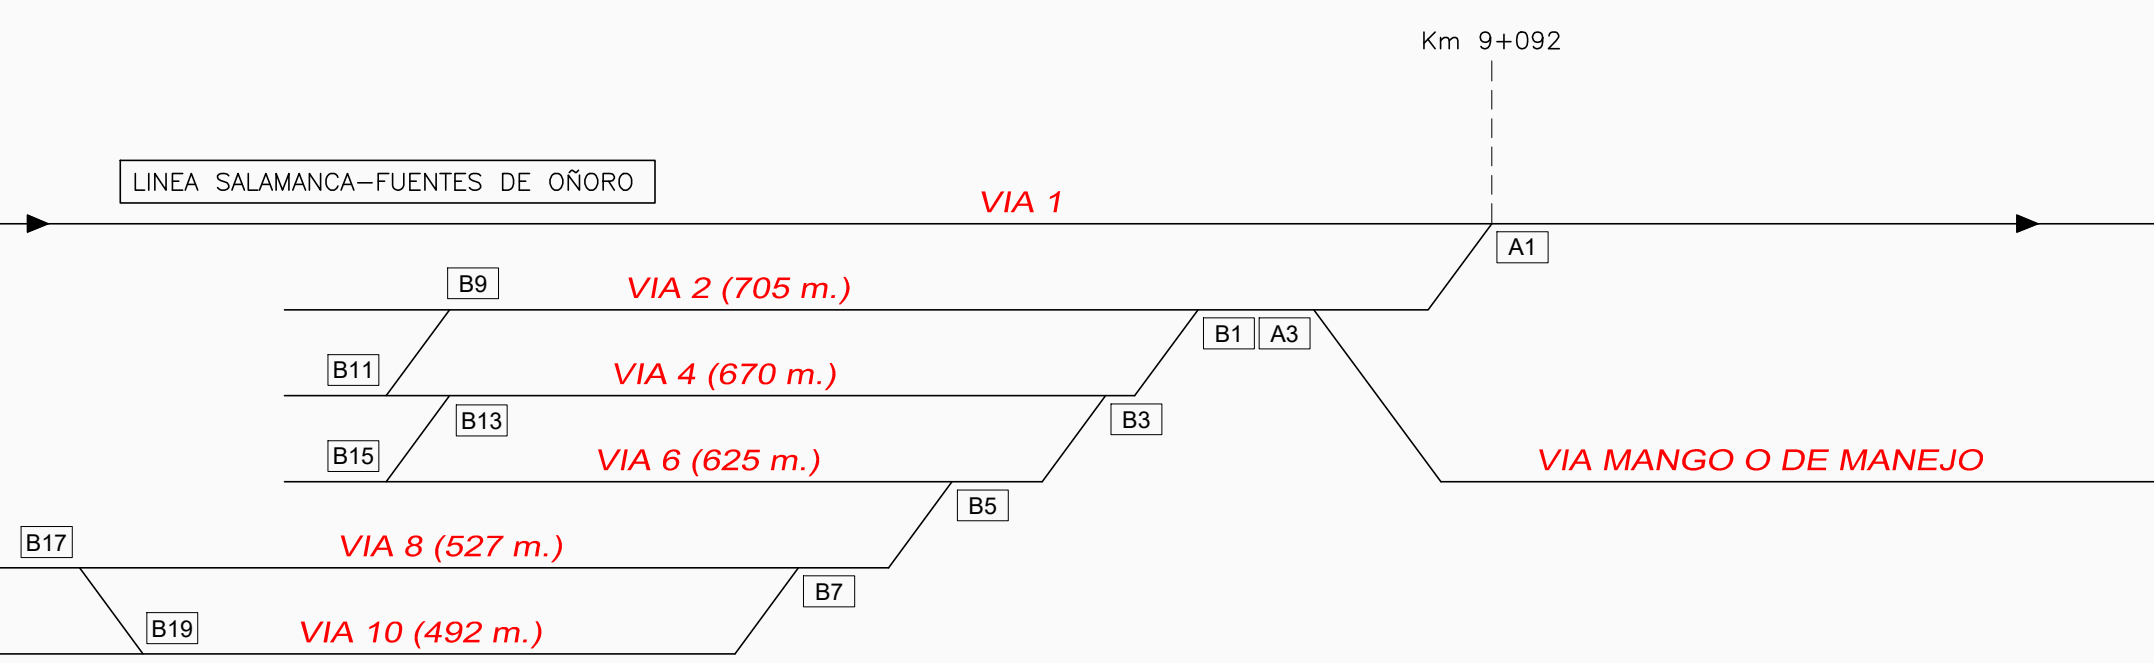 Km 9+092
LINEA SALAMANCA-FUENTES DE OÑORO
VIA 1
A1
B9
VIA 2 (705 m.)
B1
A3
B11
VIA 4 (670 m.)
B13
B3
B15
VIA 6 (625 m.)
VIA MANGO O DE MANEJO
B5
B17
VIA 8 (527 m.)
B7
B19
VIA 10 (492 m.)